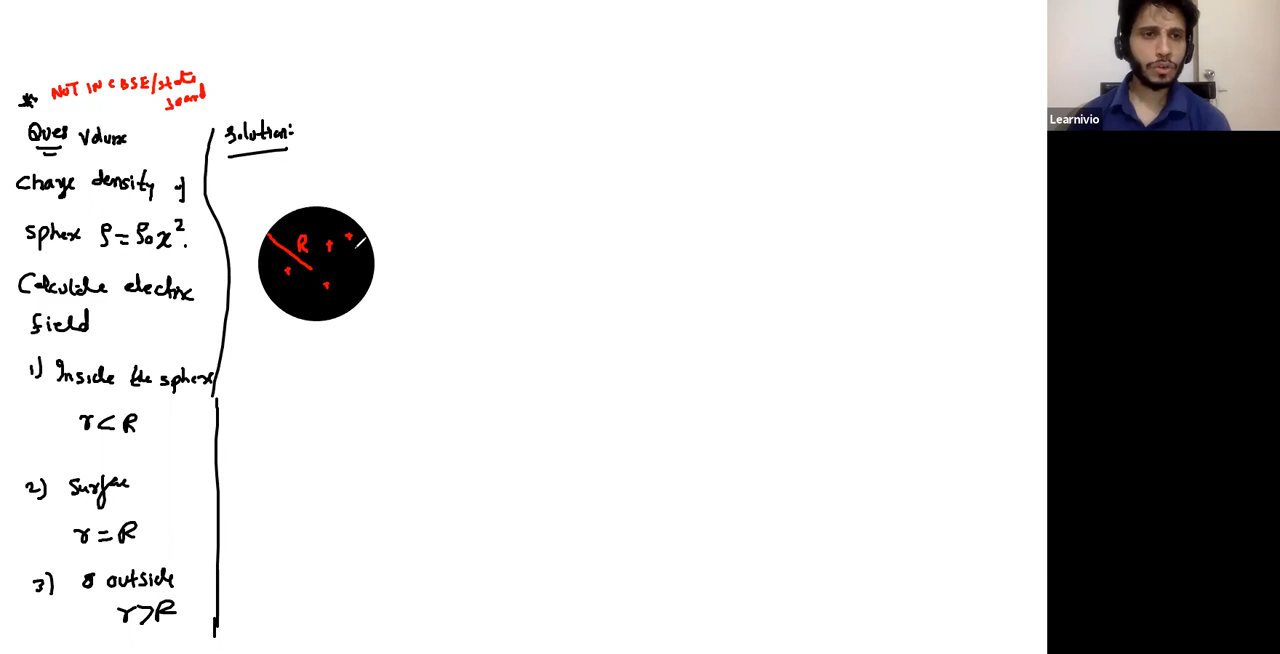 * NOT IN CBSE/state
board
Ques Volume
Charge density of
sphere ρ = ρ₀x².
Calculate electric
field
1) Inside the sphere
r < R
2) Surface
r = R
3) outside
r > R
Solution:
R
Learnivio